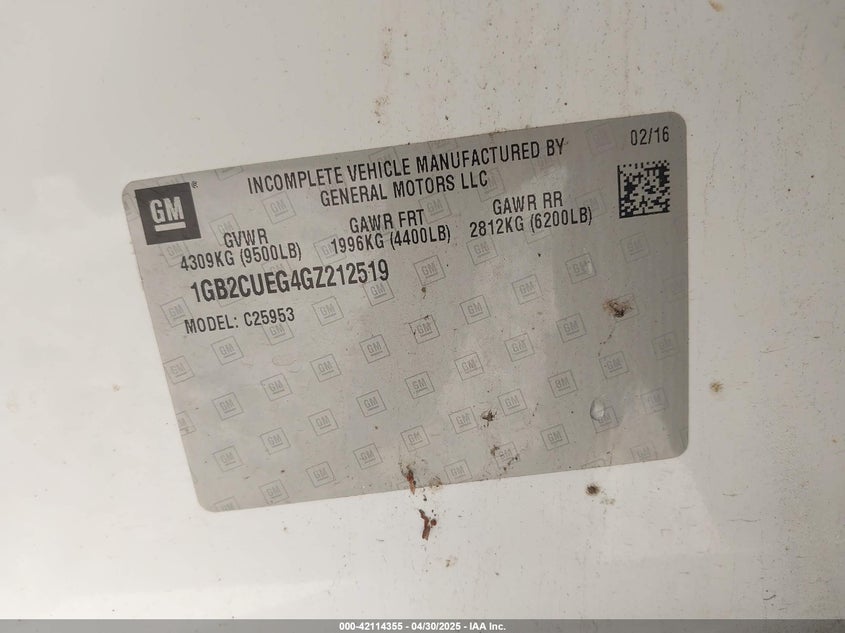 02/16
INCOMPLETE VEHICLE MANUFACTURED BY
GENERAL MOTORS LLC
GM
GVWR GAWR FRT GAWR RR
4309KG (9500LB) 1996KG (4400LB) 2812KG (6200LB)
1GB2CUEG4GZ212519
MODEL: C25953
000-42114355 - 04/30/2025 - IAA Inc.